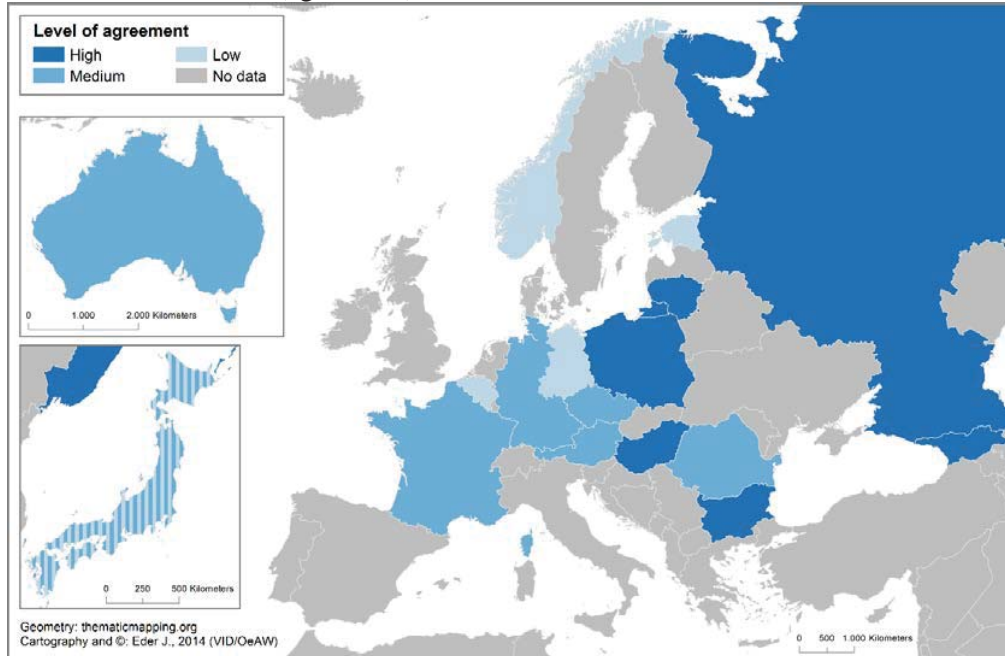 Level of agreement
High
Low
Medium
No data
0
1.000
2.000 Kilometers
0
250
500 Kilometers
Geometry: thematicmapping.org
Cartography and ©: Eder J., 2014 (VID/OeAW)
0
500
1.000 Kilometers